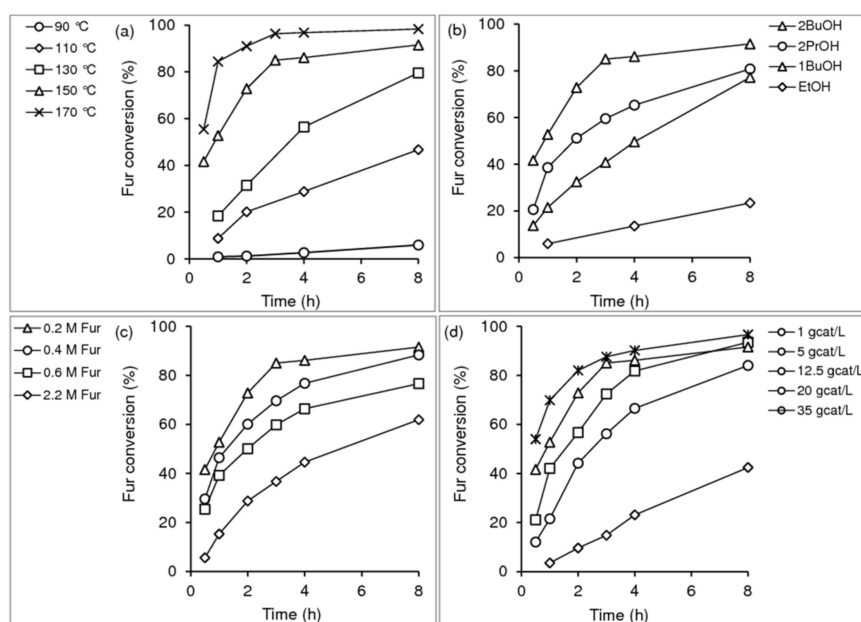 (a)
90 °C
110 °C
130 °C
150 °C
170 °C
Fur conversion (%)
100
80
60
40
20
0
0 2 4 6 8
Time (h)
(b)
2BuOH
2PrOH
1BuOH
EtOH
Fur conversion (%)
100
80
60
40
20
0
0 2 4 6 8
Time (h)
(c)
0.2 M Fur
0.4 M Fur
0.6 M Fur
2.2 M Fur
Fur conversion (%)
100
80
60
40
20
0
0 2 4 6 8
Time (h)
(d)
1 gcat/L
5 gcat/L
12.5 gcat/L
20 gcat/L
35 gcat/L
Fur conversion (%)
100
80
60
40
20
0
0 2 4 6 8
Time (h)